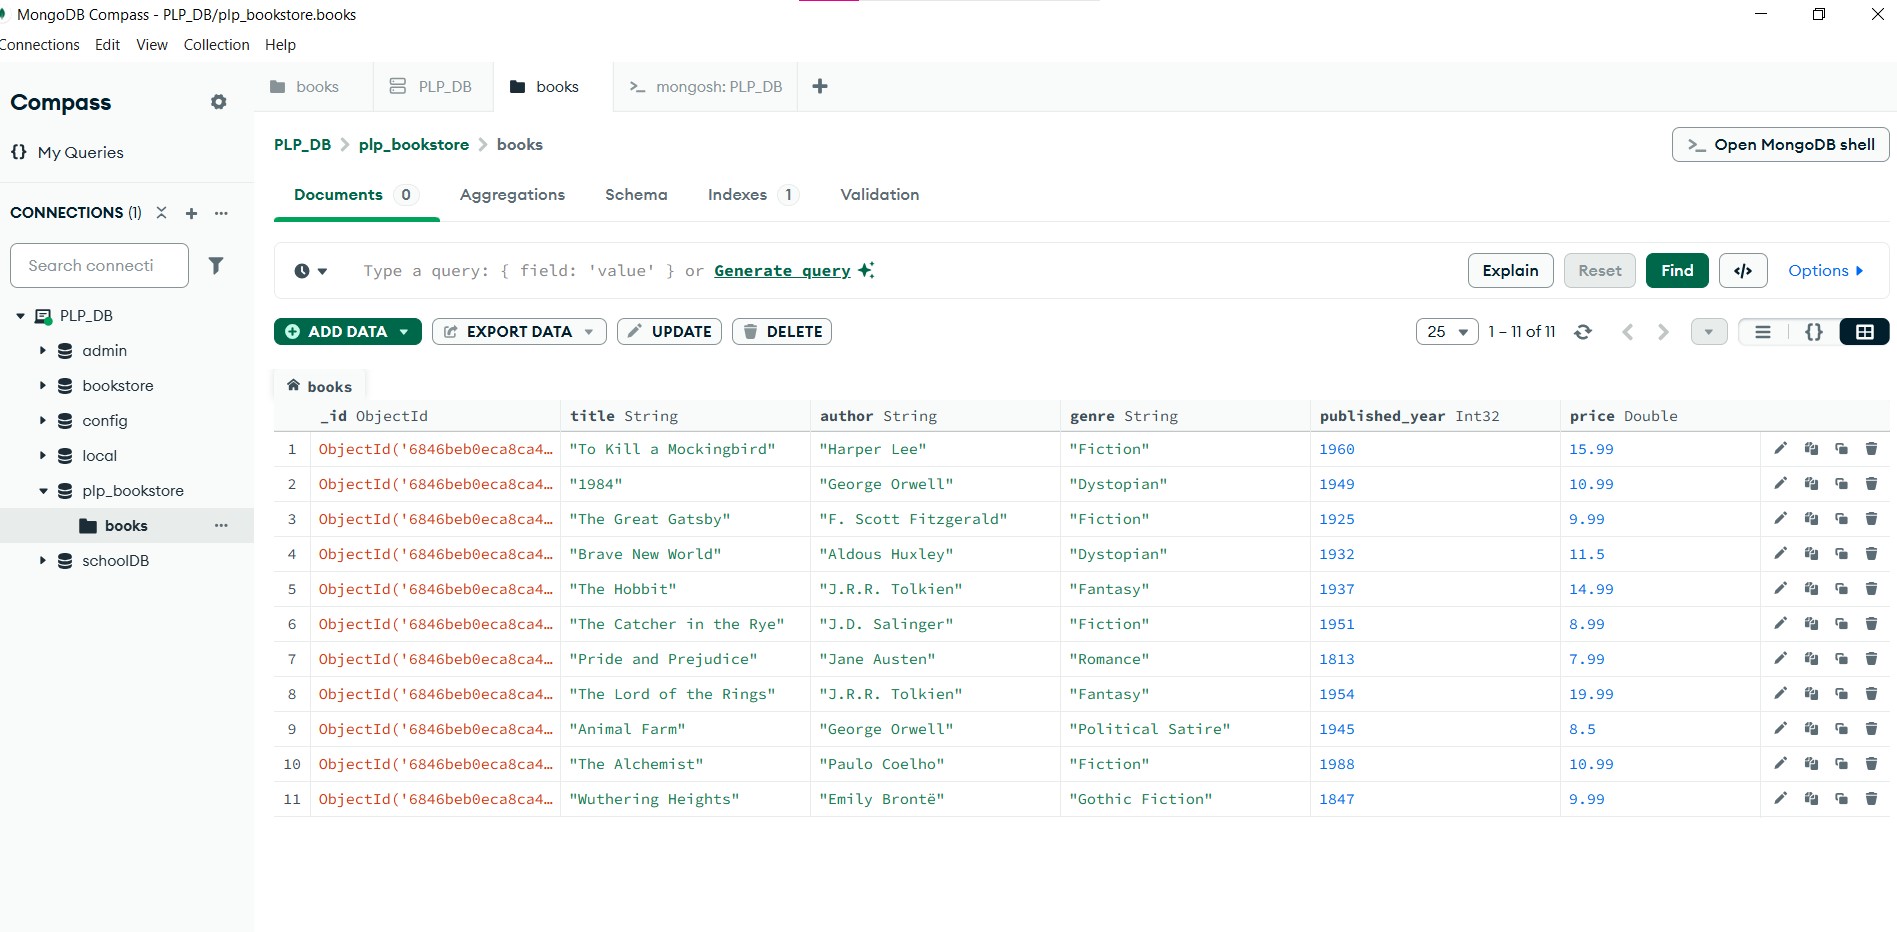 MongoDB Compass - PLP_DB/plp_bookstore.books
Connections Edit View Collection Help
Compass
My Queries
CONNECTIONS (1)
Search connecti
PLP_DB
admin
bookstore
config
local
plp_bookstore
books
schoolDB
books PLP_DB books >_ mongosh: PLP_DB +
PLP_DB > plp_bookstore > books
>_ Open MongoDB shell
Documents 0 Aggregations Schema Indexes 1 Validation
Type a query: { field: 'value' } or Generate query
Explain Reset Find </> Options
ADD DATA EXPORT DATA UPDATE DELETE
25 1 – 11 of 11
books
_id ObjectId title String author String genre String published_year Int32 price Double
1 ObjectId('6846beb0eca8ca4… "To Kill a Mockingbird" "Harper Lee" "Fiction" 1960 15.99
2 ObjectId('6846beb0eca8ca4… "1984" "George Orwell" "Dystopian" 1949 10.99
3 ObjectId('6846beb0eca8ca4… "The Great Gatsby" "F. Scott Fitzgerald" "Fiction" 1925 9.99
4 ObjectId('6846beb0eca8ca4… "Brave New World" "Aldous Huxley" "Dystopian" 1932 11.5
5 ObjectId('6846beb0eca8ca4… "The Hobbit" "J.R.R. Tolkien" "Fantasy" 1937 14.99
6 ObjectId('6846beb0eca8ca4… "The Catcher in the Rye" "J.D. Salinger" "Fiction" 1951 8.99
7 ObjectId('6846beb0eca8ca4… "Pride and Prejudice" "Jane Austen" "Romance" 1813 7.99
8 ObjectId('6846beb0eca8ca4… "The Lord of the Rings" "J.R.R. Tolkien" "Fantasy" 1954 19.99
9 ObjectId('6846beb0eca8ca4… "Animal Farm" "George Orwell" "Political Satire" 1945 8.5
10 ObjectId('6846beb0eca8ca4… "The Alchemist" "Paulo Coelho" "Fiction" 1988 10.99
11 ObjectId('6846beb0eca8ca4… "Wuthering Heights" "Emily Brontë" "Gothic Fiction" 1847 9.99